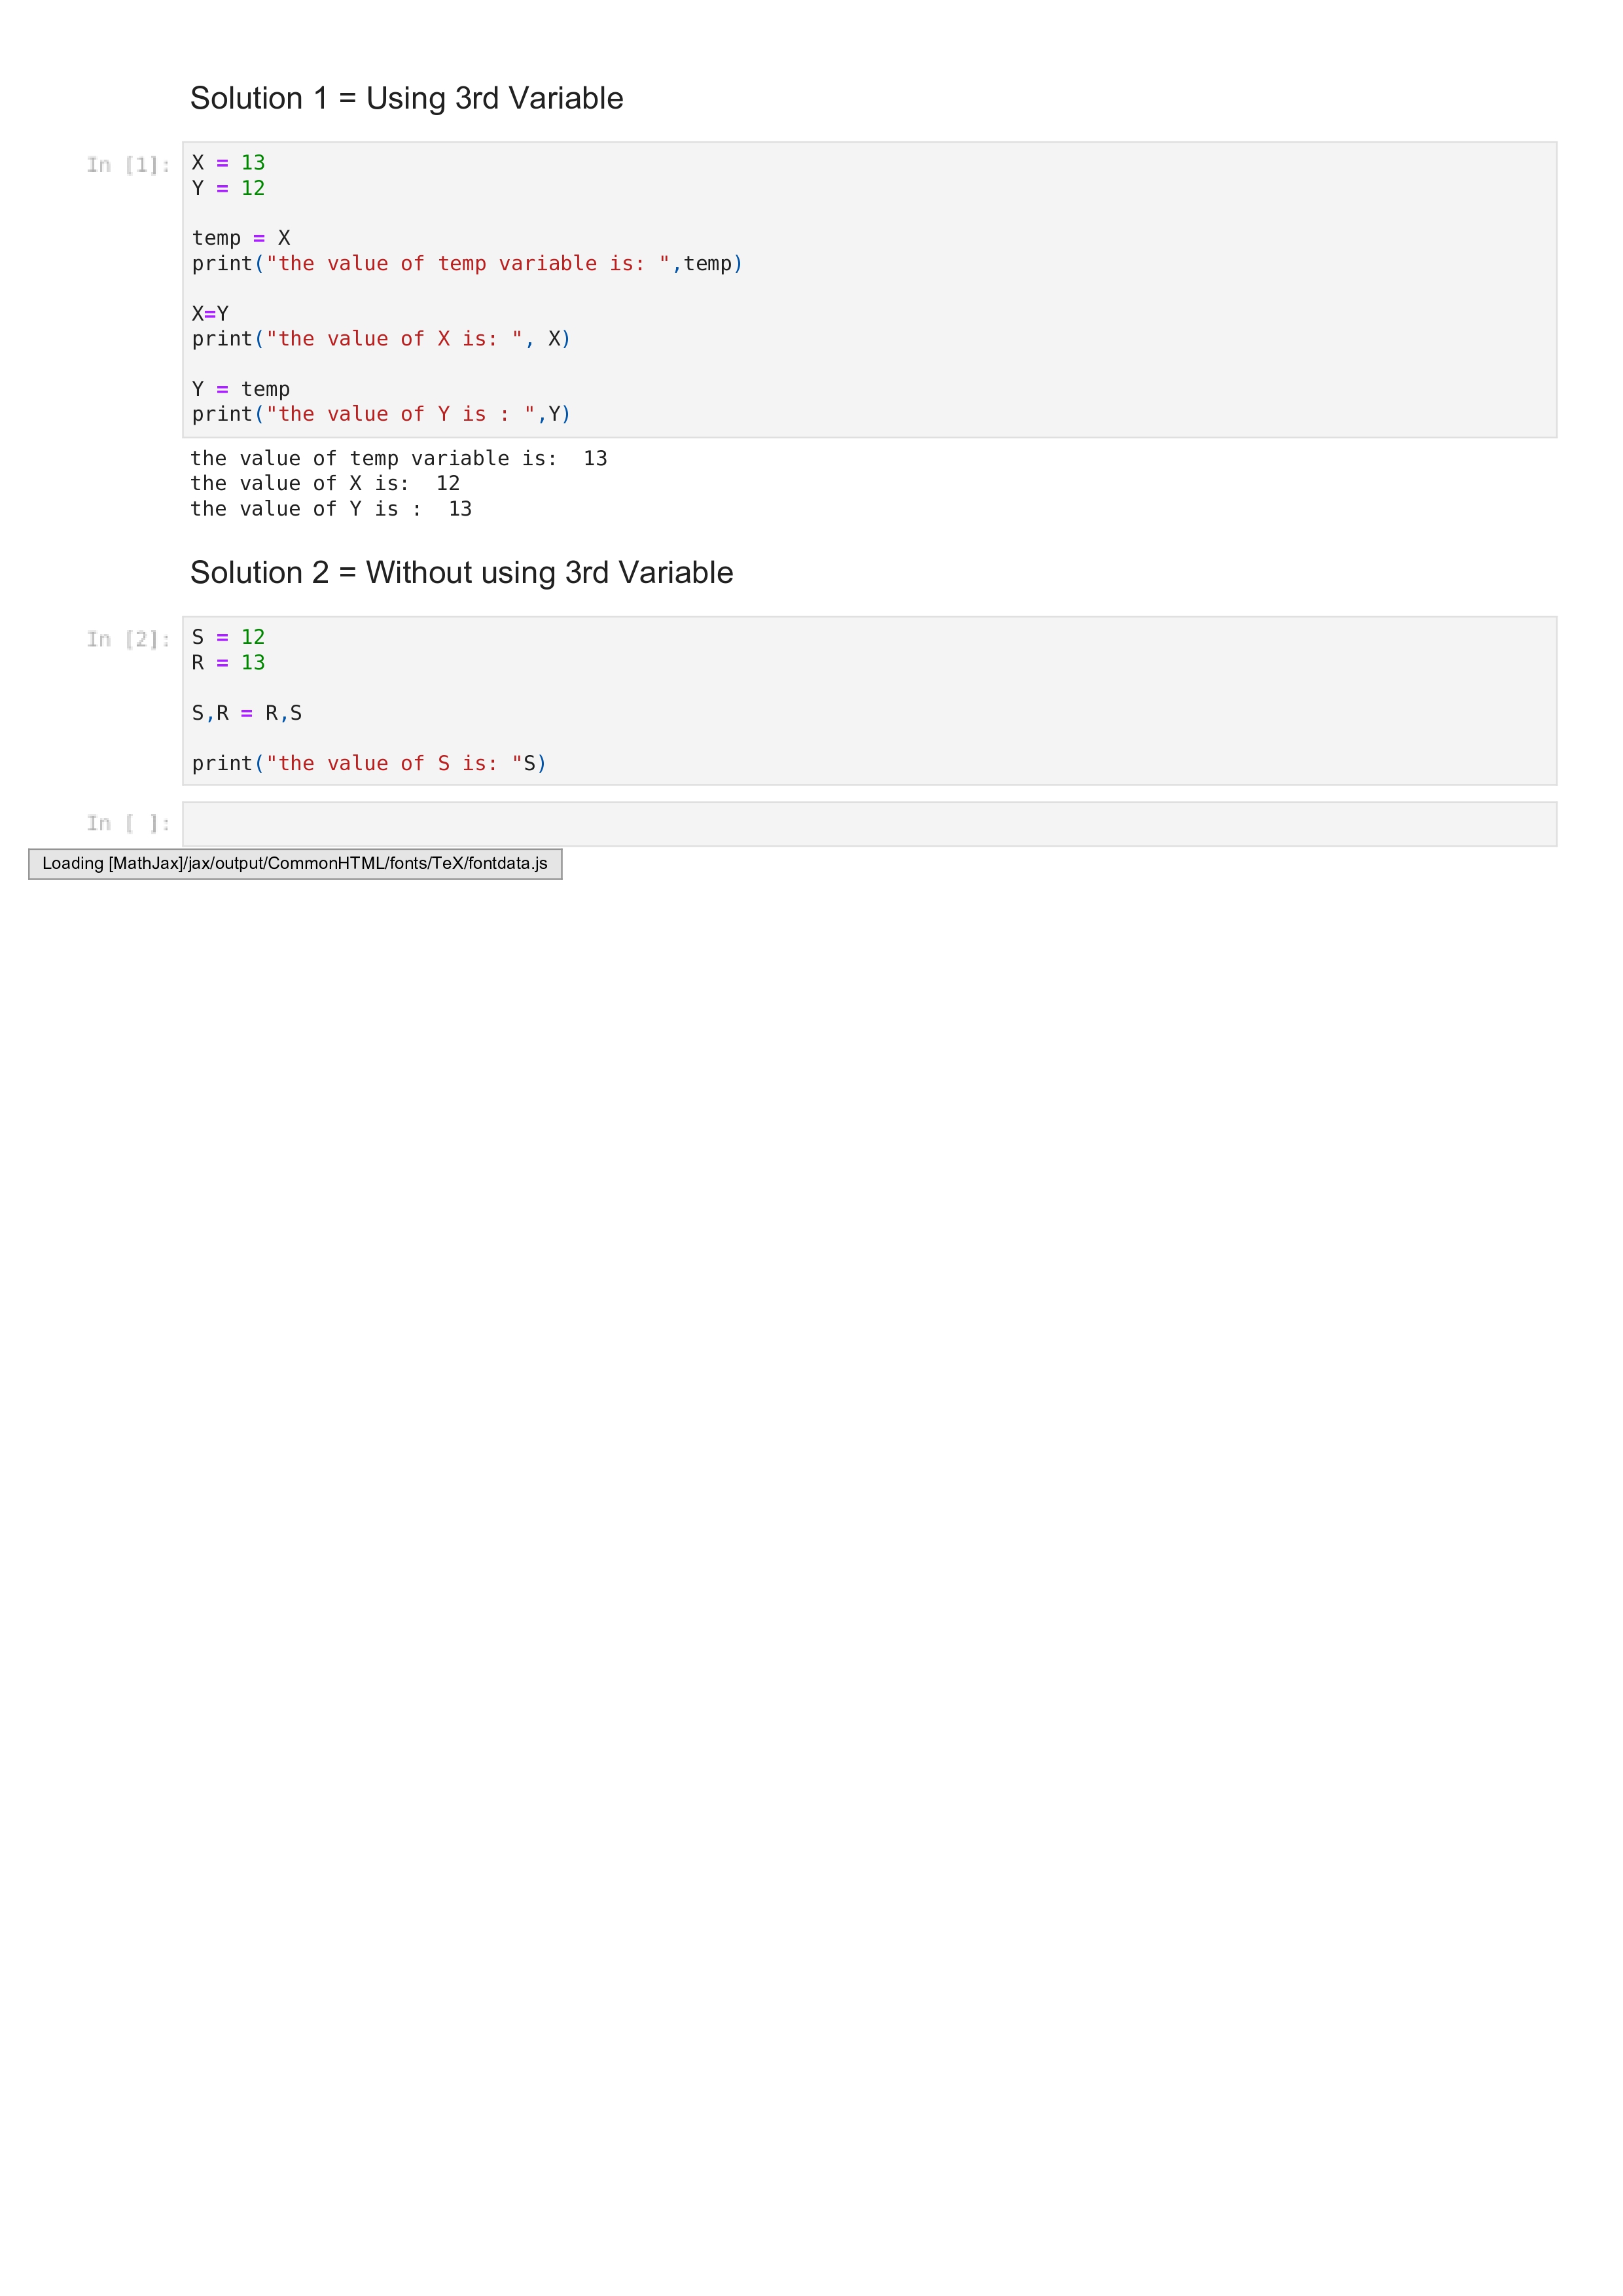 Solution 1 = Using 3rd Variable
In [1]:
X = 13
Y = 12
temp = X
print("the value of temp variable is: ",temp)
X=Y
print("the value of X is: ", X)
Y = temp
print("the value of Y is : ",Y)
the value of temp variable is:  13
the value of X is:  12
the value of Y is :  13
Solution 2 = Without using 3rd Variable
In [2]:
S = 12
R = 13
S,R = R,S
print("the value of S is: "S)
In [ ]:
Loading [MathJax]/jax/output/CommonHTML/fonts/TeX/fontdata.js